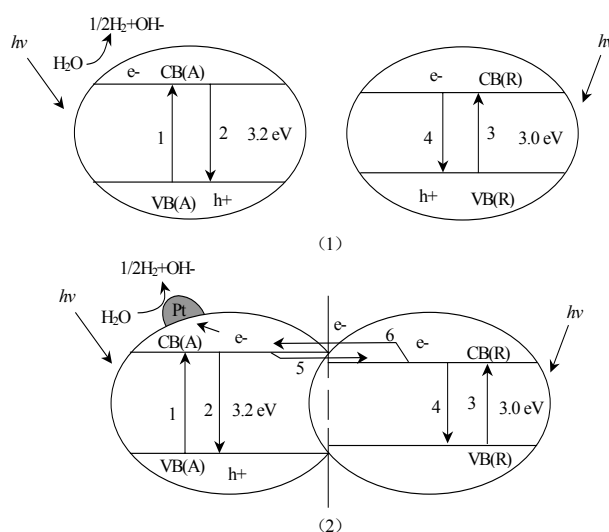 1/2H₂+OH-
hv
H₂O
e-
CB(A)
1
2
3.2 eV
VB(A)
h+
hv
e-
CB(R)
4
3
3.0 eV
h+
VB(R)
（1）
1/2H₂+OH-
hv
H₂O
Pt
e-
CB(A)
1
2
3.2 eV
VB(A)
h+
e-
6
5
hv
e-
CB(R)
4
3
3.0 eV
VB(R)
（2）